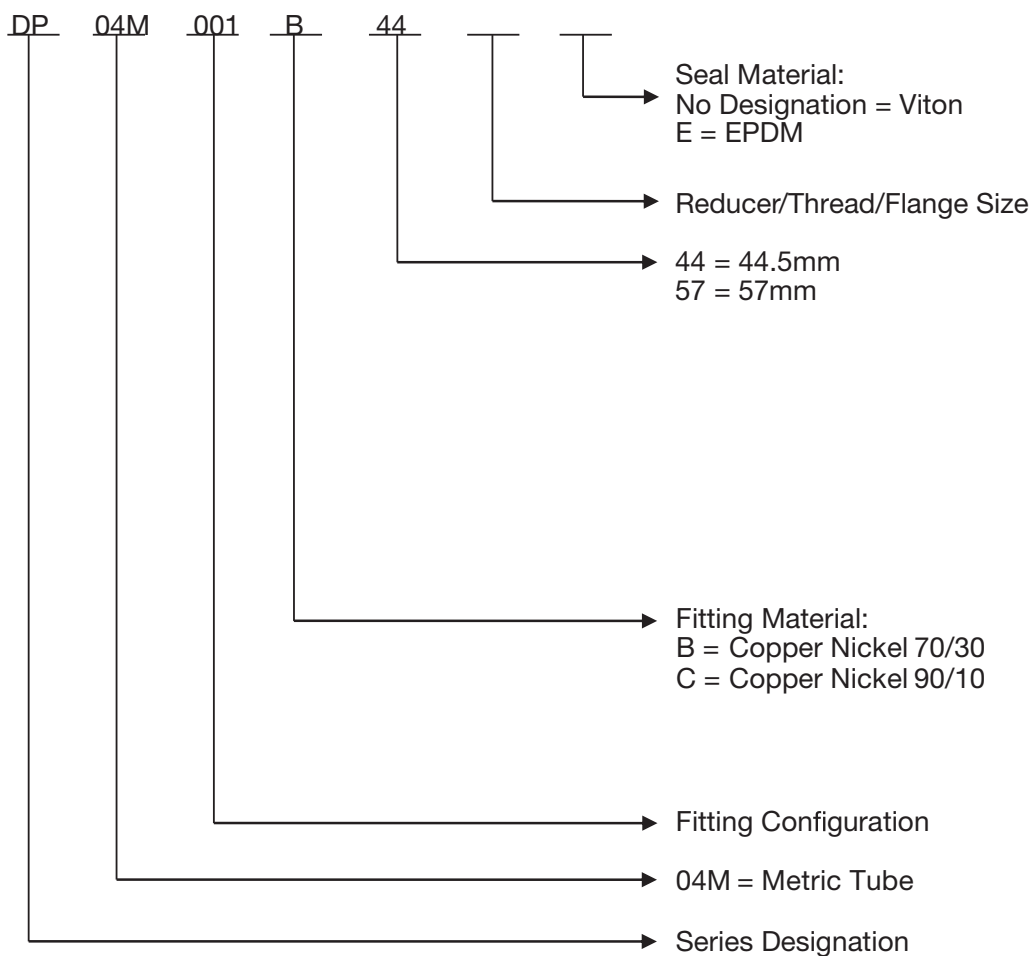 DP 04M 001 B 44
Seal Material:
No Designation = Viton
E = EPDM
Reducer/Thread/Flange Size
44 = 44.5mm
57 = 57mm
Fitting Material:
B = Copper Nickel 70/30
C = Copper Nickel 90/10
Fitting Configuration
04M = Metric Tube
Series Designation